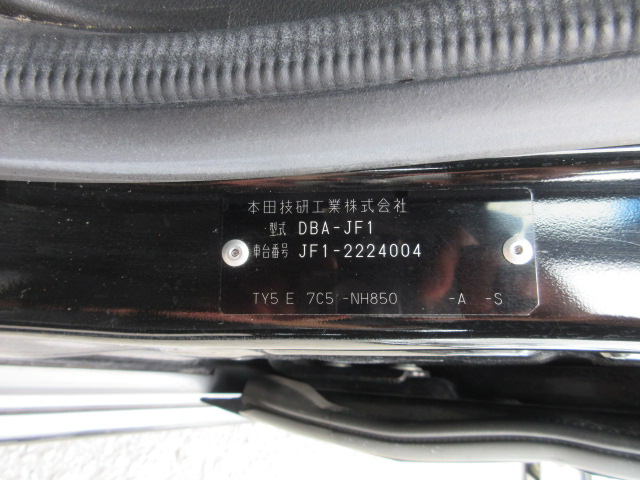 本田技研工業株式会社
型式 DBA-JF1
車台番号 JF1-2224004
TY5 E 7C5 -NH850 -A -S